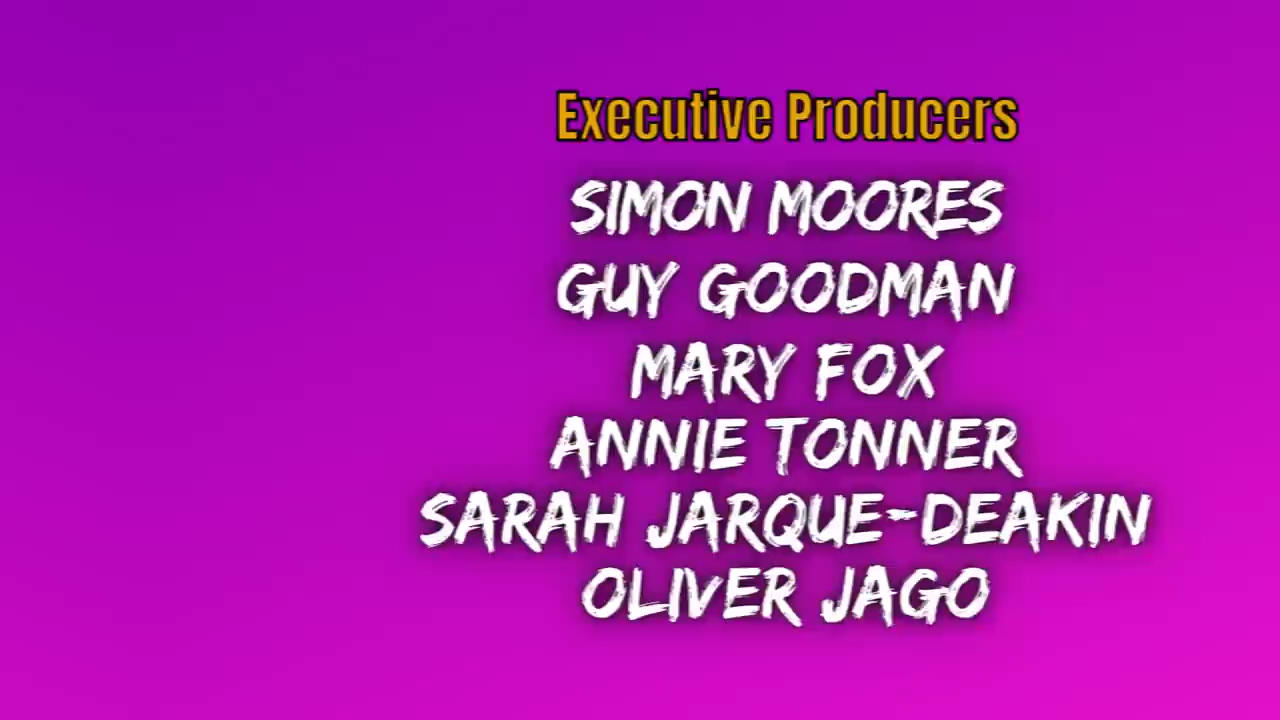 Executive Producers
SIMON MOORES
GUY GOODMAN
MARY FOX
ANNIE TONNER
SARAH JARQUE-DEAKIN
OLIVER JAGO